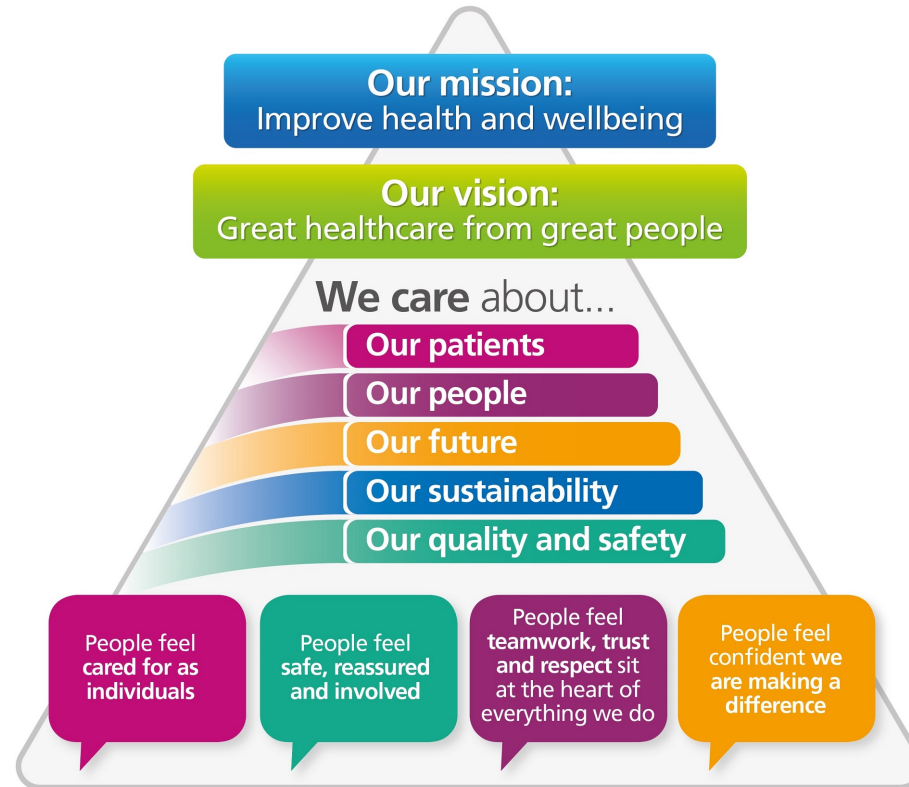 Our mission:
Improve health and wellbeing
Our vision:
Great healthcare from great people
We care about...
Our patients
Our people
Our future
Our sustainability
Our quality and safety
People feel
cared for as
individuals
People feel
safe, reassured
and involved
People feel
teamwork, trust
and respect sit
at the heart of
everything we do
People feel
confident we
are making a
difference